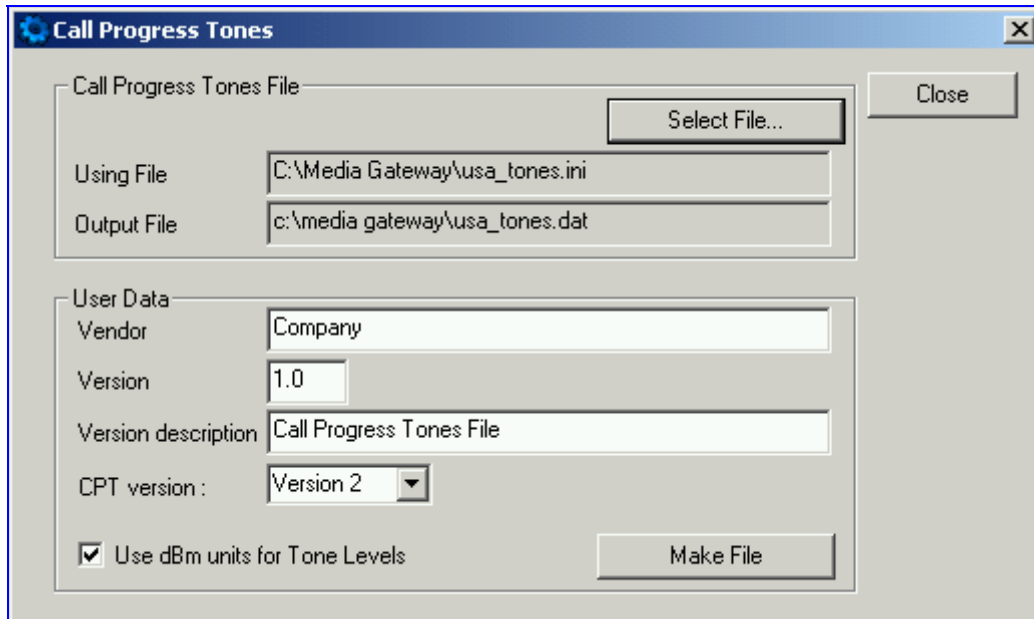 Call Progress Tones
Call Progress Tones File
Close
Select File...
Using File C:\Media Gateway\usa_tones.ini
Output File c:\media gateway\usa_tones.dat
User Data
Vendor Company
Version 1.0
Version description Call Progress Tones File
CPT version : Version 2
Use dBm units for Tone Levels Make File